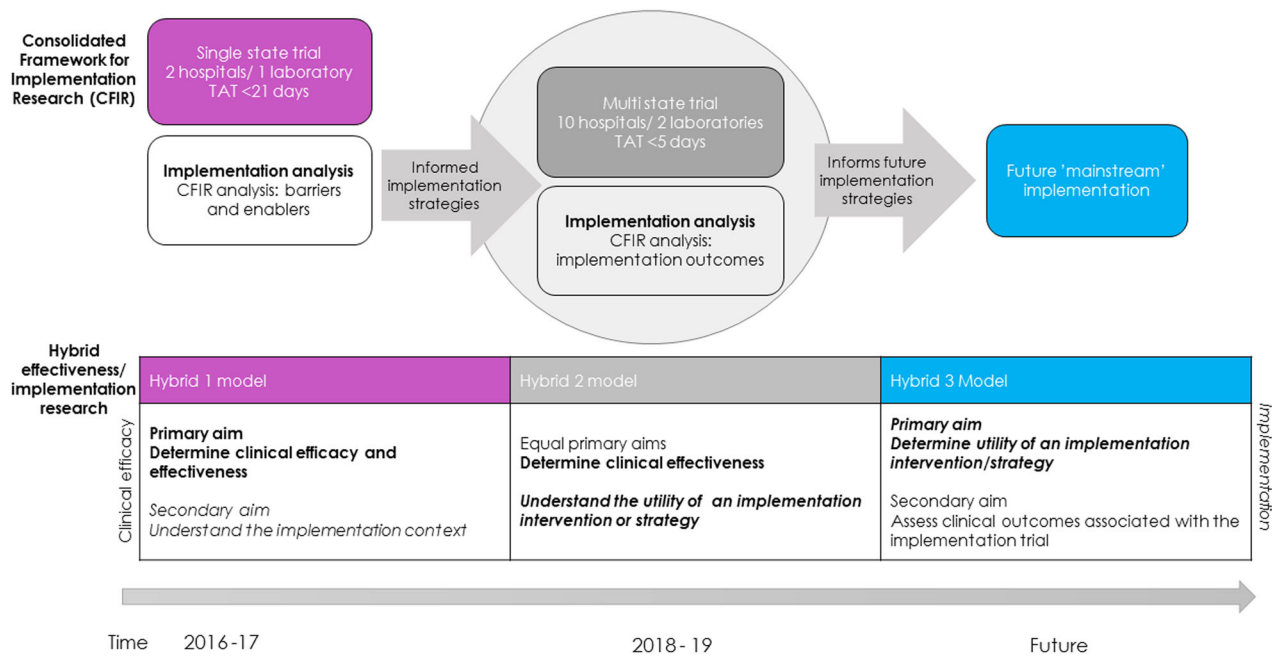 Consolidated
Framework for
Implementation
Research (CFIR)
Single state trial
2 hospitals/ 1 laboratory
TAT <21 days
Implementation analysis
CFIR analysis: barriers
and enablers
Informed
implementation
strategies
Multi state trial
10 hospitals/ 2 laboratories
TAT <5 days
Implementation analysis
CFIR analysis:
implementation outcomes
Informs future
implementation
strategies
Future 'mainstream'
implementation
Hybrid
effectiveness/
implementation
research
Hybrid 1 model
Hybrid 2 model
Hybrid 3 Model
Clinical efficacy
Primary aim
Determine clinical efficacy and
effectiveness
Secondary aim
Understand the implementation context
Equal primary aims
Determine clinical effectiveness
Understand the utility of an implementation
intervention or strategy
Primary aim
Determine utility of an implementation
intervention/strategy
Secondary aim
Assess clinical outcomes associated with the
implementation trial
Implementation
Time 2016-17 2018-19 Future